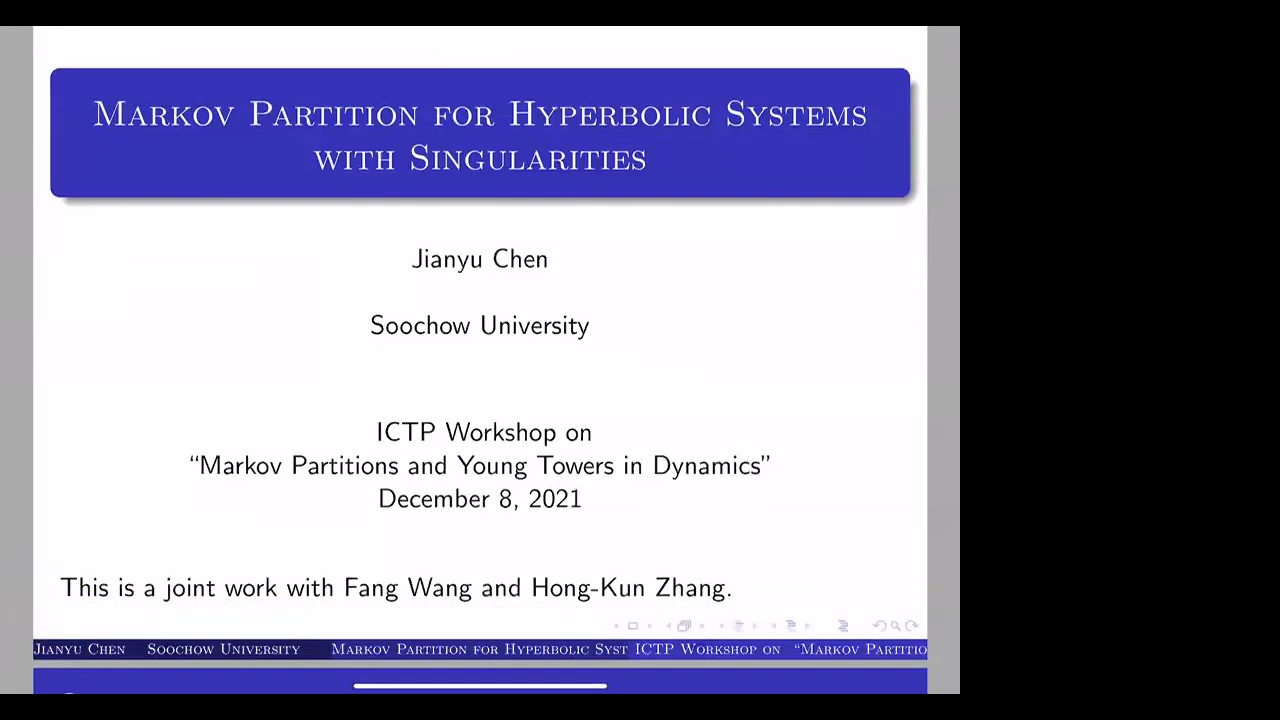 Markov Partition for Hyperbolic Systems
with Singularities
Jianyu Chen
Soochow University
ICTP Workshop on
“Markov Partitions and Young Towers in Dynamics”
December 8, 2021
This is a joint work with Fang Wang and Hong-Kun Zhang.
Jianyu Chen Soochow University Markov Partition for Hyperbolic Syst ICTP Workshop on “Markov Partitio